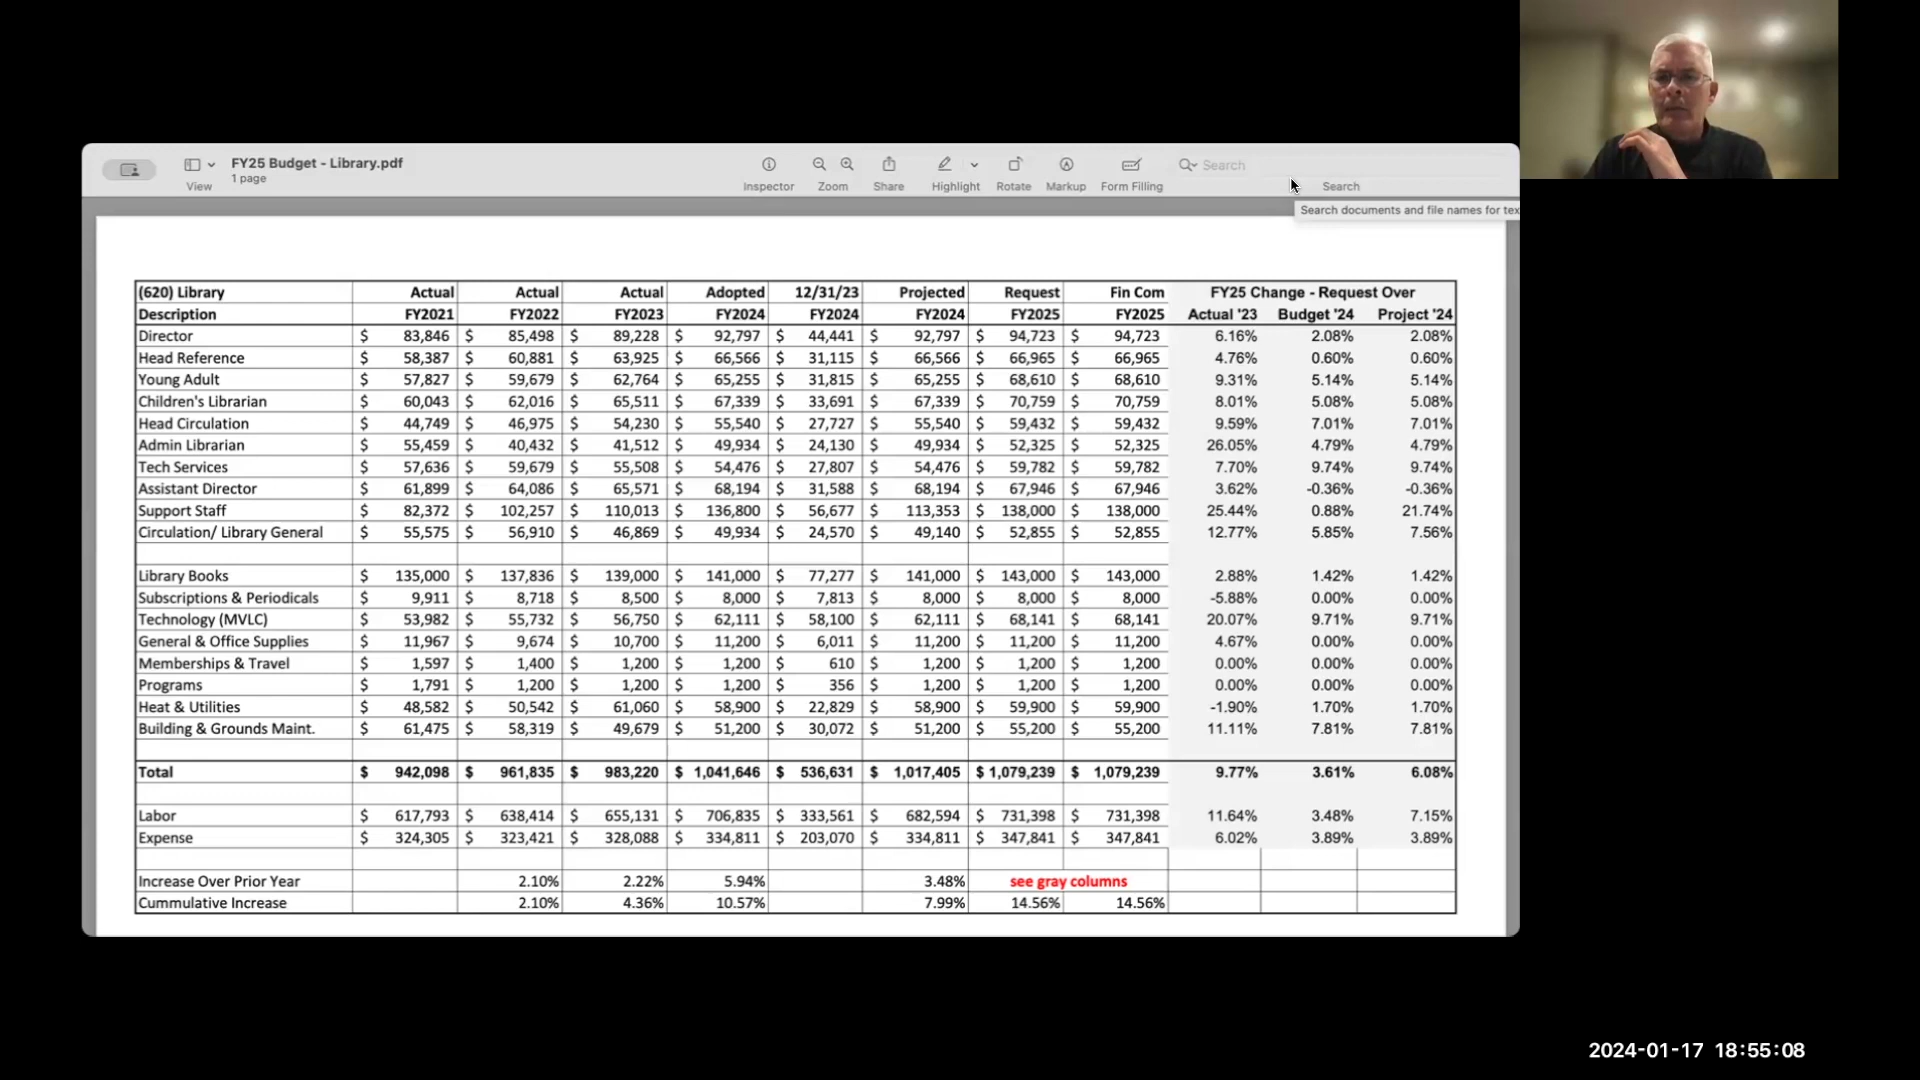 FY25 Budget - Library.pdf
1 page
View
Inspector
Zoom
Share
Highlight
Rotate
Markup
Form Filling
Search
Search
Search documents and file names for tex
(620) Library Actual Actual Actual Adopted 12/31/23 Projected Request Fin Com FY25 Change - Request Over
Description FY2021 FY2022 FY2023 FY2024 FY2024 FY2024 FY2025 FY2025 Actual '23 Budget '24 Project '24
Director $ 83,846 $ 85,498 $ 89,228 $ 92,797 $ 44,441 $ 92,797 $ 94,723 $ 94,723 6.16% 2.08% 2.08%
Head Reference $ 58,387 $ 60,881 $ 63,925 $ 66,566 $ 31,115 $ 66,566 $ 66,965 $ 66,965 4.76% 0.60% 0.60%
Young Adult $ 57,827 $ 59,679 $ 62,764 $ 65,255 $ 31,815 $ 65,255 $ 68,610 $ 68,610 9.31% 5.14% 5.14%
Children's Librarian $ 60,043 $ 62,016 $ 65,511 $ 67,339 $ 33,691 $ 67,339 $ 70,759 $ 70,759 8.01% 5.08% 5.08%
Head Circulation $ 44,749 $ 46,975 $ 54,230 $ 55,540 $ 27,727 $ 55,540 $ 59,432 $ 59,432 9.59% 7.01% 7.01%
Admin Librarian $ 55,459 $ 40,432 $ 41,512 $ 49,934 $ 24,130 $ 49,934 $ 52,325 $ 52,325 26.05% 4.79% 4.79%
Tech Services $ 57,636 $ 59,679 $ 55,508 $ 54,476 $ 27,807 $ 54,476 $ 59,782 $ 59,782 7.70% 9.74% 9.74%
Assistant Director $ 61,899 $ 64,086 $ 65,571 $ 68,194 $ 31,588 $ 68,194 $ 67,946 $ 67,946 3.62% -0.36% -0.36%
Support Staff $ 82,372 $ 102,257 $ 110,013 $ 136,800 $ 56,677 $ 113,353 $ 138,000 $ 138,000 25.44% 0.88% 21.74%
Circulation/ Library General $ 55,575 $ 56,910 $ 46,869 $ 49,934 $ 24,570 $ 49,140 $ 52,855 $ 52,855 12.77% 5.85% 7.56%
Library Books $ 135,000 $ 137,836 $ 139,000 $ 141,000 $ 77,277 $ 141,000 $ 143,000 $ 143,000 2.88% 1.42% 1.42%
Subscriptions & Periodicals $ 9,911 $ 8,718 $ 8,500 $ 8,000 $ 7,813 $ 8,000 $ 8,000 $ 8,000 -5.88% 0.00% 0.00%
Technology (MVLC) $ 53,982 $ 55,732 $ 56,750 $ 62,111 $ 58,100 $ 62,111 $ 68,141 $ 68,141 20.07% 9.71% 9.71%
General & Office Supplies $ 11,967 $ 9,674 $ 10,700 $ 11,200 $ 6,011 $ 11,200 $ 11,200 $ 11,200 4.67% 0.00% 0.00%
Memberships & Travel $ 1,597 $ 1,400 $ 1,200 $ 1,200 $ 610 $ 1,200 $ 1,200 $ 1,200 0.00% 0.00% 0.00%
Programs $ 1,791 $ 1,200 $ 1,200 $ 1,200 $ 356 $ 1,200 $ 1,200 $ 1,200 0.00% 0.00% 0.00%
Heat & Utilities $ 48,582 $ 50,542 $ 61,060 $ 58,900 $ 22,829 $ 58,900 $ 59,900 $ 59,900 -1.90% 1.70% 1.70%
Building & Grounds Maint. $ 61,475 $ 58,319 $ 49,679 $ 51,200 $ 30,072 $ 51,200 $ 55,200 $ 55,200 11.11% 7.81% 7.81%
Total $ 942,098 $ 961,835 $ 983,220 $ 1,041,646 $ 536,631 $ 1,017,405 $ 1,079,239 $ 1,079,239 9.77% 3.61% 6.08%
Labor $ 617,793 $ 638,414 $ 655,131 $ 706,835 $ 333,561 $ 682,594 $ 731,398 $ 731,398 11.64% 3.48% 7.15%
Expense $ 324,305 $ 323,421 $ 328,088 $ 334,811 $ 203,070 $ 334,811 $ 347,841 $ 347,841 6.02% 3.89% 3.89%
Increase Over Prior Year 2.10% 2.22% 5.94% 3.48% see gray columns
Cummulative Increase 2.10% 4.36% 10.57% 7.99% 14.56% 14.56%
2024-01-17 18:55:08